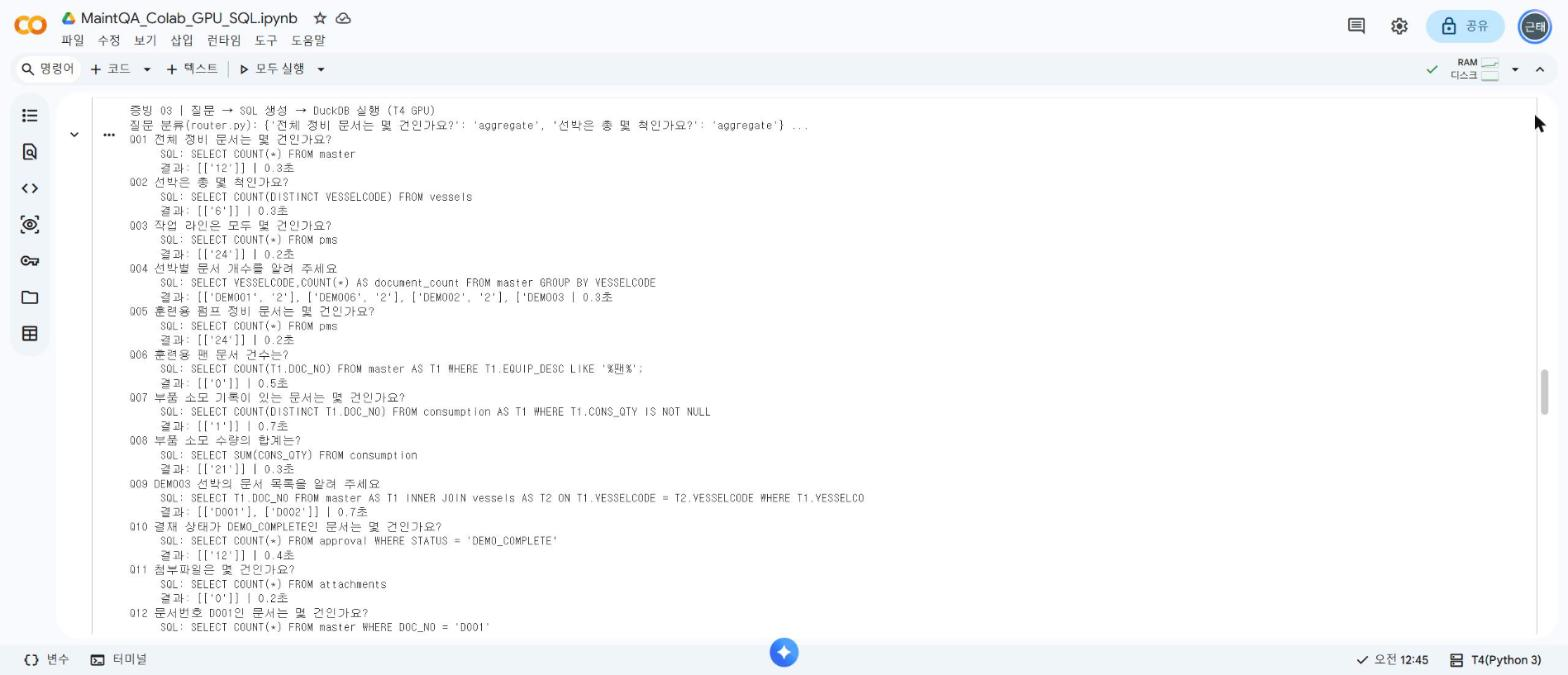 MaintQA_Colab_GPU_SQL.ipynb
파일 수정 보기 삽입 런타임 도구 도움말
공유
근태
명령어 + 코드 + 텍스트 모두 실행
RAM
디스크
증빙 03 | 질문 → SQL 생성 → DuckDB 실행 (T4 GPU)
질문 분류(router.py): {'전체 정비 문서는 몇 건인가요?': 'aggregate', '선박은 총 몇 척인가요?': 'aggregate'} ...
Q01 전체 정비 문서는 몇 건인가요?
SQL: SELECT COUNT(*) FROM master
결과: [['12']] | 0.3초
Q02 선박은 총 몇 척인가요?
SQL: SELECT COUNT(DISTINCT VESSELCODE) FROM vessels
결과: [['6']] | 0.3초
Q03 작업 라인은 모두 몇 건인가요?
SQL: SELECT COUNT(*) FROM pms
결과: [['24']] | 0.2초
Q04 선박별 문서 개수를 알려 주세요
SQL: SELECT VESSELCODE,COUNT(*) AS document_count FROM master GROUP BY VESSELCODE
결과: [['DEMO01', '2'], ['DEMO06', '2'], ['DEMO02', '2'], ['DEMO03 | 0.3초
Q05 훈련용 펌프 정비 문서는 몇 건인가요?
SQL: SELECT COUNT(*) FROM pms
결과: [['24']] | 0.2초
Q06 훈련용 팬 문서 건수는?
SQL: SELECT COUNT(T1.DOC_NO) FROM master AS T1 WHERE T1.EQUIP_DESC LIKE '%팬%';
결과: [['0']] | 0.5초
Q07 부품 소모 기록이 있는 문서는 몇 건인가요?
SQL: SELECT COUNT(DISTINCT T1.DOC_NO) FROM consumption AS T1 WHERE T1.CONS_QTY IS NOT NULL
결과: [['1']] | 0.7초
Q08 부품 소모 수량의 합계는?
SQL: SELECT SUM(CONS_QTY) FROM consumption
결과: [['21']] | 0.3초
Q09 DEMO03 선박의 문서 목록을 알려 주세요
SQL: SELECT T1.DOC_NO FROM master AS T1 INNER JOIN vessels AS T2 ON T1.VESSELCODE = T2.VESSELCODE WHERE T1.VESSELCO
결과: [['D001'], ['D002']] | 0.7초
Q10 결재 상태가 DEMO_COMPLETE인 문서는 몇 건인가요?
SQL: SELECT COUNT(*) FROM approval WHERE STATUS = 'DEMO_COMPLETE'
결과: [['12']] | 0.4초
Q11 첨부파일은 몇 건인가요?
SQL: SELECT COUNT(*) FROM attachments
결과: [['0']] | 0.2초
Q12 문서번호 D001인 문서는 몇 건인가요?
SQL: SELECT COUNT(*) FROM master WHERE DOC_NO = 'D001'
변수 터미널
오전 12:45 T4(Python 3)